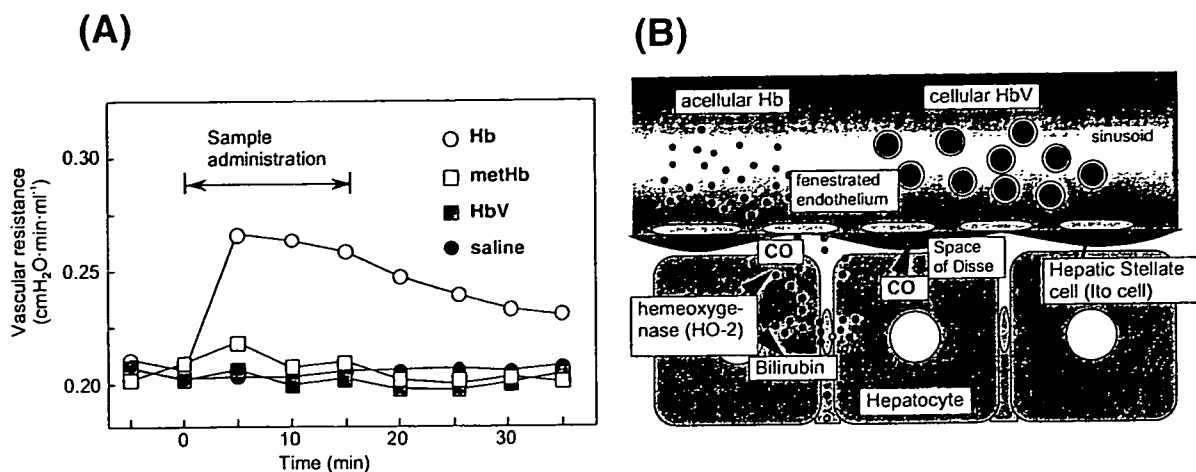 (A)
Vascular resistance
(cmH₂O·min·ml⁻¹)
0.30
0.25
0.20
Sample
administration
Hb
metHb
HbV
saline
0
10
20
30
Time (min)
(B)
acellular Hb
cellular HbV
sinusoid
fenestrated
endothelium
CO
Space
of Disse
CO
Hepatic Stellate
cell (Ito cell)
hemeoxyge-
nase (HO-2)
Bilirubin
Hepatocyte